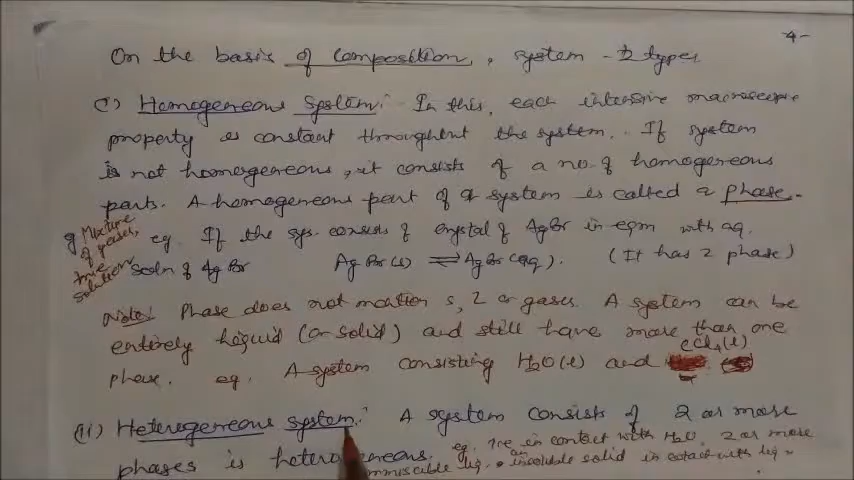 -4-
On the basis of composition, system - 2 types
(i) Homogeneous System: In this, each intensive macroscopic
property is constant throughout the system. If system
is not homogeneous, it consists of a no. of homogeneous
parts. A homogeneous part of a system is called a phase.
eg Mixture of gases, true solution
eg. If the sys. consists of crystal of AgBr in eqm with aq.
soln of AgBr AgBr(s) ⇌ AgBr(aq). (It has 2 phase)
Note! Phase does not matter s, l or gases. A system can be
entirely liquid (or solid) and still have more than one
phase. eg. A system consisting H2O(l) and CCl4(l)
(ii) Heterogeneous system: A system consists of 2 or more
phases is heterogeneous. eg. Ice in contact with H2O, 2 or more
immiscible liq. or an insoluble solid in cotact with liq.